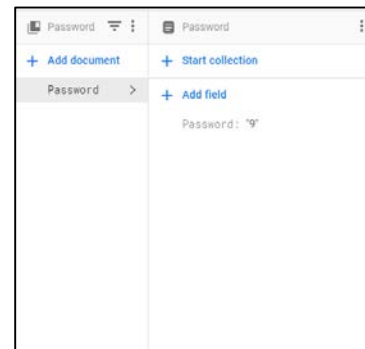 Password
+ Add document
Password >
Password
+ Start collection
+ Add field
Password: "9"